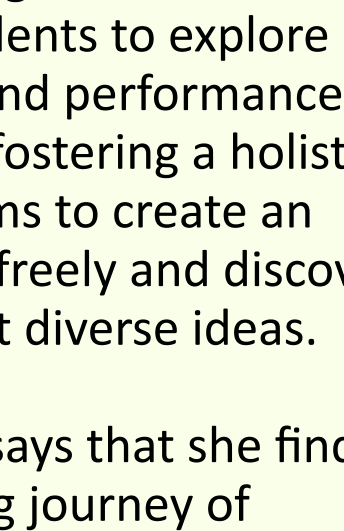 lents to explore
nd performance
fostering a holist
ms to create an
freely and discov
t diverse ideas.
says that she find
g journey of